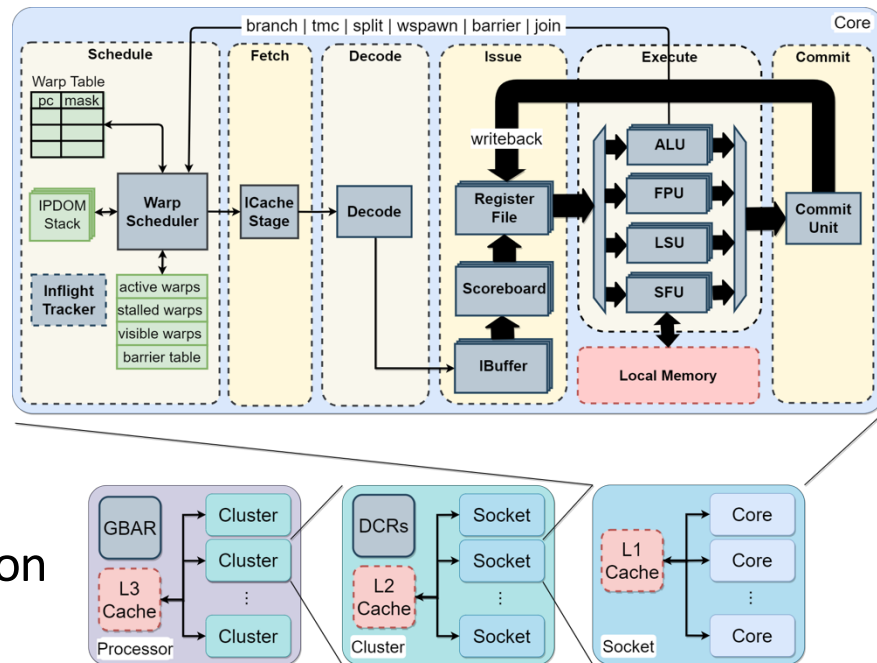 branch | tmc | split | wspawn | barrier | join
Core
Schedule
Fetch
Decode
Issue
Execute
Commit
Warp Table
pc mask
writeback
IPDOM
Stack
Warp
Scheduler
ICache
Stage
Decode
Register
File
ALU
FPU
LSU
SFU
Commit
Unit
Inflight
Tracker
active warps
stalled warps
visible warps
barrier table
Scoreboard
IBuffer
Local Memory
on
GBAR
L3
Cache
Cluster
Cluster
⋮
Cluster
Processor
DCRs
L2
Cache
Socket
Socket
⋮
Socket
Cluster
L1
Cache
Core
Core
⋮
Core
Socket